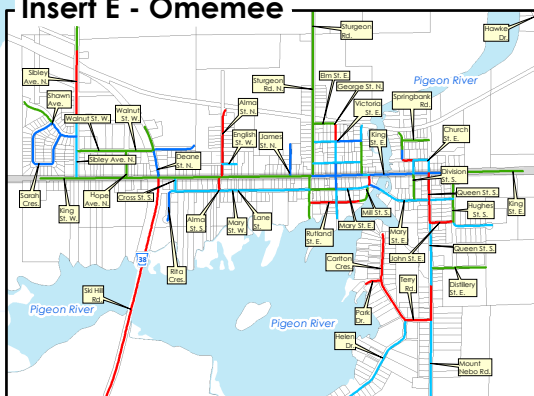 Insert E - Omemee
Sturgeon
Rd.
Hawke
Dr.
Sibley
Ave. N.
Shawn
Ave.
Walnut St. W.
Walnut
St. W.
Sturgeon
Rd. N.
Alma
St. N.
Elm St. E.
George St. N.
Victoria
St. E.
Pigeon River
Springbank
Rd.
English
St. W.
James
St. N.
King
St. E.
Church
St. E.
Sibley Ave. N.
Deane
St. N.
Division
St. S.
Sarah
Cres.
King
St. W.
Hope
Ave. N.
Cross St. S.
Alma
St. S.
Mary
St. W.
Lane
St.
Rutland
St. E.
Mary St. E.
Mill St. S.
Mary
St. E.
Queen St. S.
Hughes
St. S.
King
St. E.
John St. E.
Queen St. S.
Rita
Cres.
38
Carlton
Cres.
Terry
Rd.
Distillery
St. E.
Ski Hill
Rd.
Pigeon River
Pigeon River
Park
Dr.
Helen
Dr.
Mount
Nebo Rd.